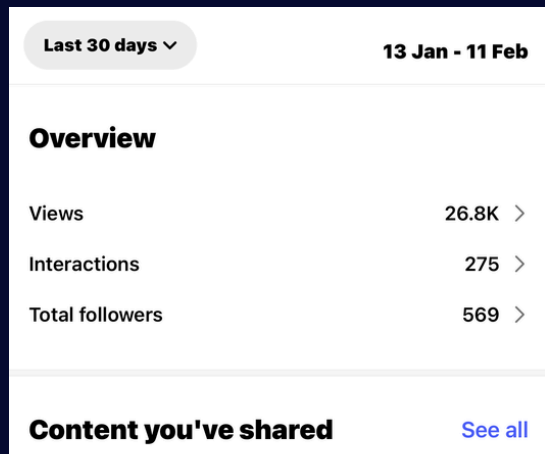 Last 30 days
13 Jan - 11 Feb
Overview
Views 26.8K
Interactions 275
Total followers 569
Content you've shared See all